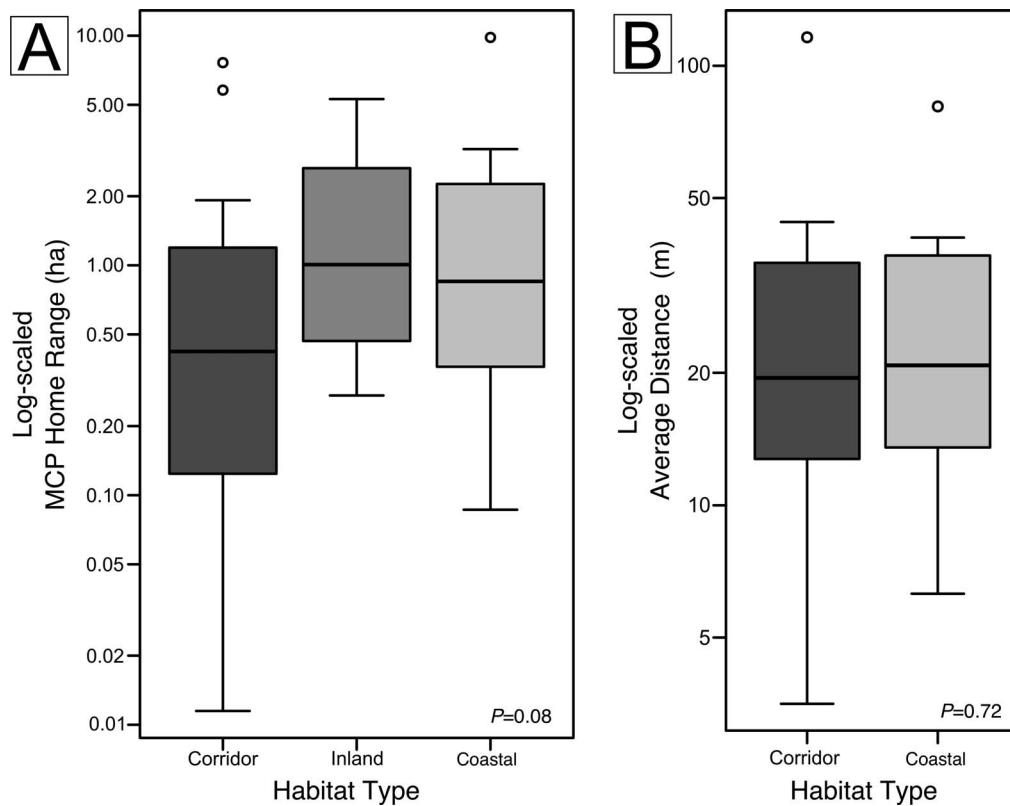 A
Log-scaled
MCP Home Range (ha)
10.00
5.00
2.00
1.00
0.50
0.20
0.10
0.05
0.02
0.01
P=0.08
Corridor
Inland
Coastal
Habitat Type
B
Log-scaled
Average Distance (m)
100
50
20
10
5
P=0.72
Corridor
Coastal
Habitat Type